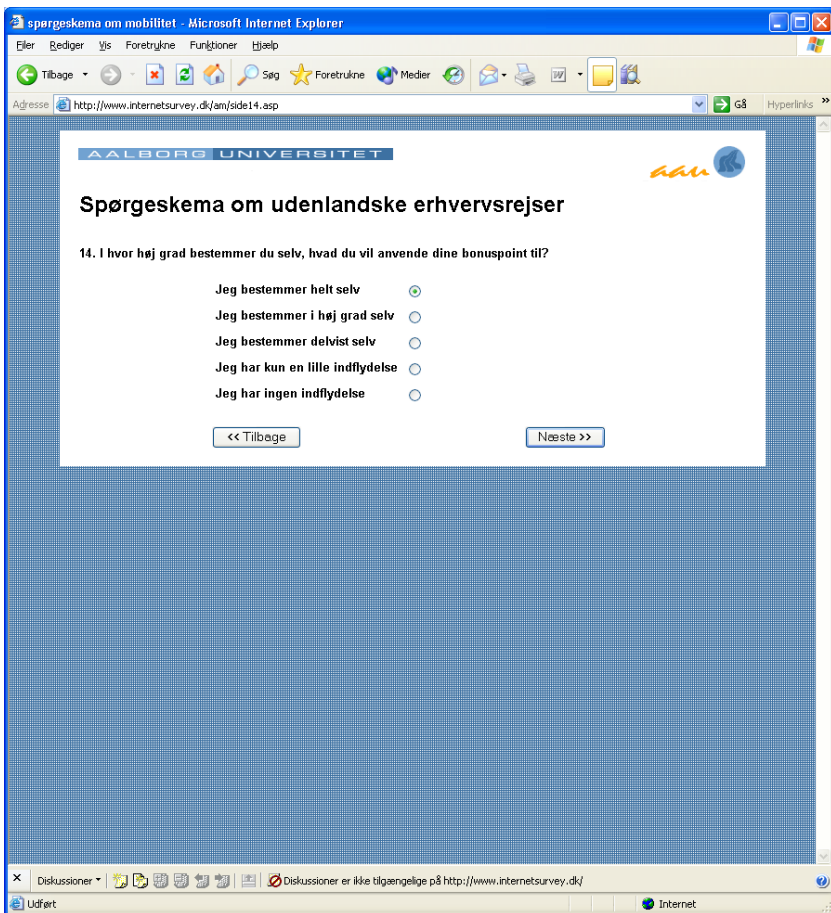 spørgeskema om mobilitet - Microsoft Internet Explorer
Filer Rediger Vis Foretrukne Funktioner Hjælp
Tilbage Søg Foretrukne Medier
Adresse http://www.internetsurvey.dk/am/side14.asp Gå Hyperlinks »
AALBORG UNIVERSITET
aau
Spørgeskema om udenlandske erhvervsrejser
14. I hvor høj grad bestemmer du selv, hvad du vil anvende dine bonuspoint til?
Jeg bestemmer helt selv
Jeg bestemmer i høj grad selv
Jeg bestemmer delvist selv
Jeg har kun en lille indflydelse
Jeg har ingen indflydelse
<< Tilbage Næste >>
Diskussioner Diskussioner er ikke tilgængelige på http://www.internetsurvey.dk/
Udført Internet